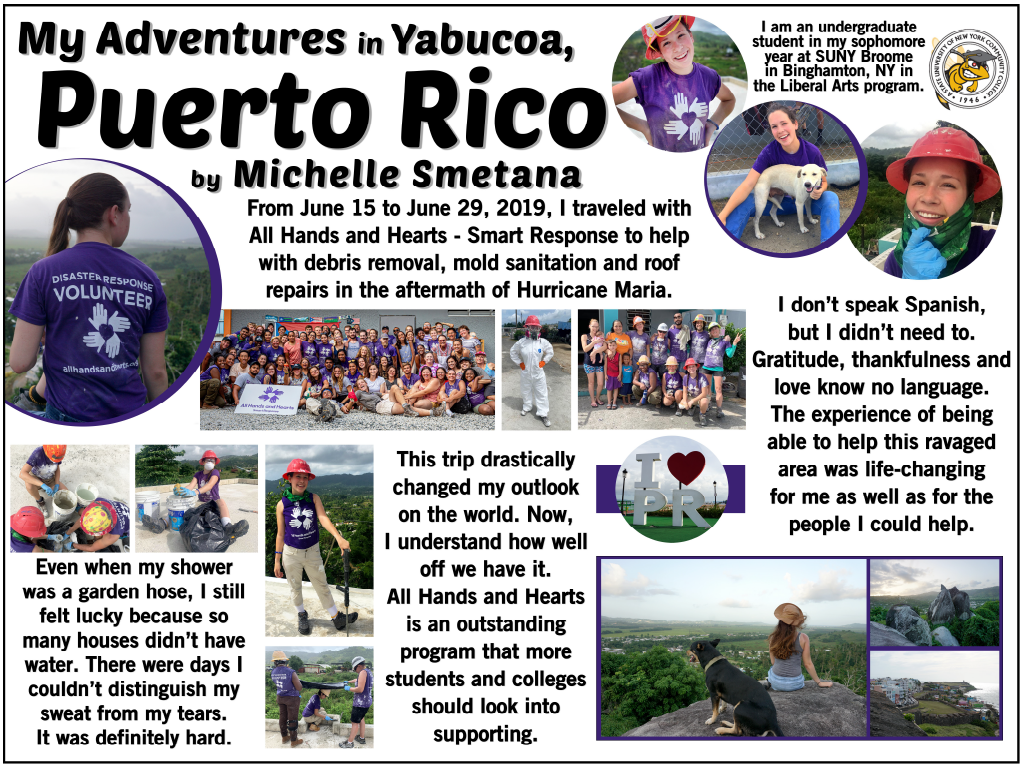 My Adventures in Yabucoa,
Puerto Rico
by Michelle Smetana
I am an undergraduate
student in my sophomore
year at SUNY Broome
in Binghamton, NY in
the Liberal Arts program.
A STATE UNIVERSITY OF NEW YORK COMMUNITY COLLEGE
• 1946 •
From June 15 to June 29, 2019, I traveled with
All Hands and Hearts - Smart Response to help
with debris removal, mold sanitation and roof
repairs in the aftermath of Hurricane Maria.
DISASTER RESPONSE
VOLUNTEER
allhandsandhearts.org
All Hands and Hearts
I don't speak Spanish,
but I didn't need to.
Gratitude, thankfulness and
love know no language.
The experience of being
able to help this ravaged
area was life-changing
for me as well as for the
people I could help.
Even when my shower
was a garden hose, I still
felt lucky because so
many houses didn't have
water. There were days I
couldn't distinguish my
sweat from my tears.
It was definitely hard.
This trip drastically
changed my outlook
on the world. Now,
I understand how well
off we have it.
All Hands and Hearts
is an outstanding
program that more
students and colleges
should look into
supporting.
I
PR